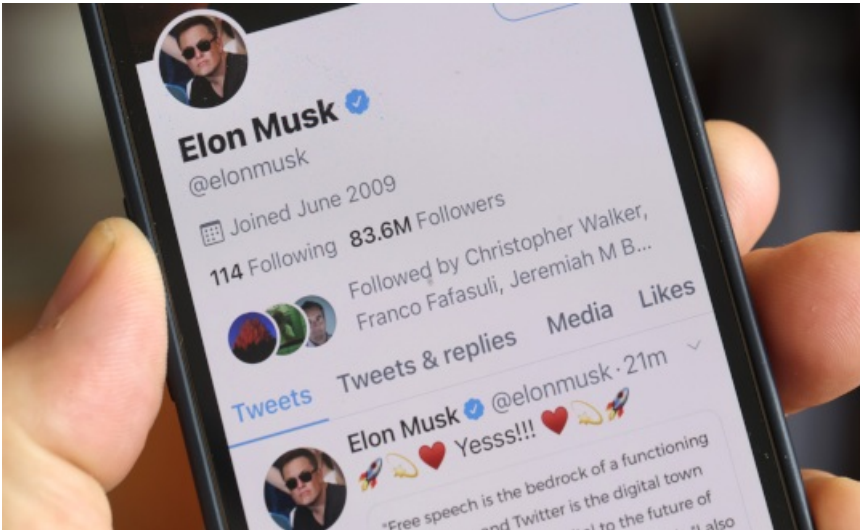 Elon Musk
@elonmusk
Joined June 2009
114 Following 83.6M Followers
Followed by Christopher Walker,
Franco Fafasuli, Jeremiah M B...
Tweets Tweets & replies Media Likes
Elon Musk @elonmusk · 21m
🚀💫♥️ Yesss!!! ♥️💫🚀
"Free speech is the bedrock of a functioning
and Twitter is the digital town
to the future of
"I also